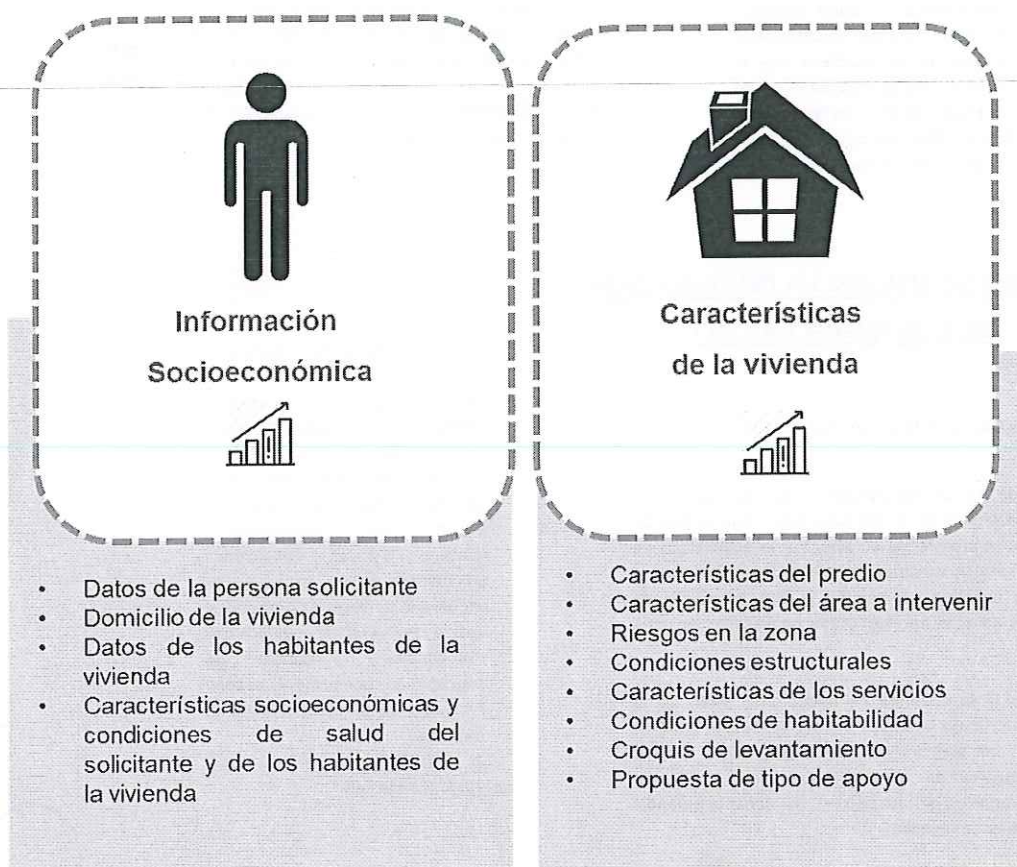 Información
Socioeconómica
• Datos de la persona solicitante
• Domicilio de la vivienda
• Datos de los habitantes de la
vivienda
• Características socioeconómicas y
condiciones de salud del
solicitante y de los habitantes de
la vivienda
Características
de la vivienda
• Características del predio
• Características del área a intervenir
• Riesgos en la zona
• Condiciones estructurales
• Características de los servicios
• Condiciones de habitabilidad
• Croquis de levantamiento
• Propuesta de tipo de apoyo